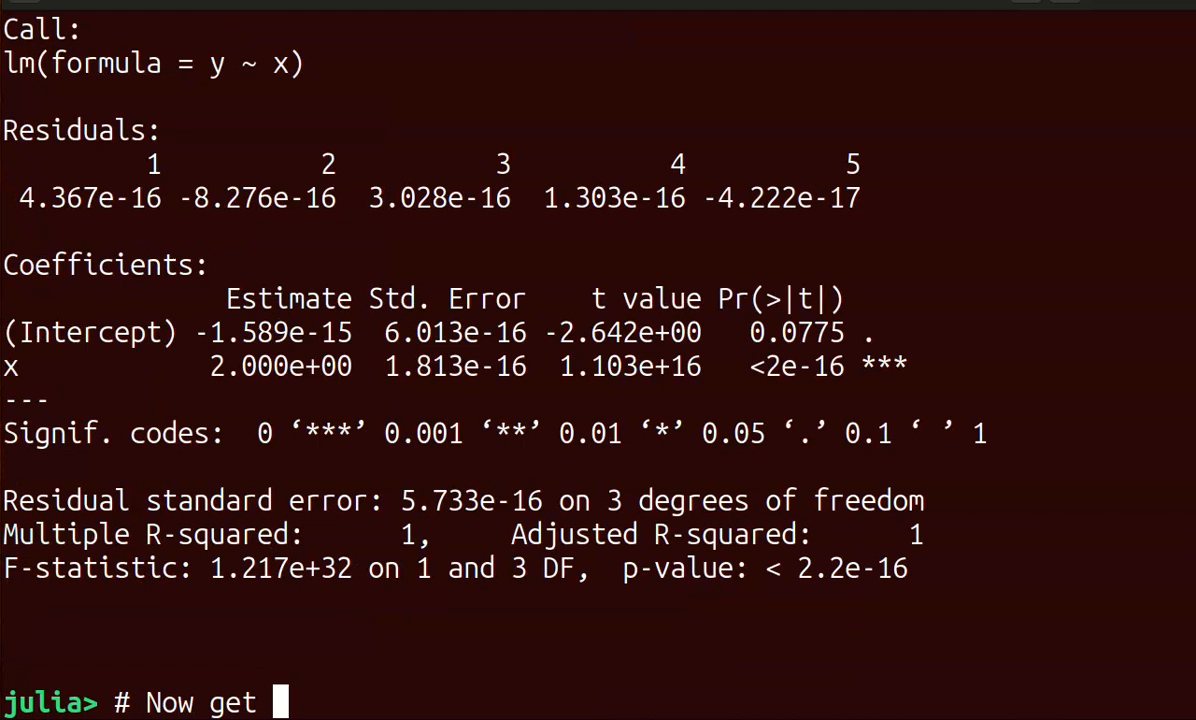 Call:
lm(formula = y ~ x)
Residuals:
         1          2          3          4          5
 4.367e-16 -8.276e-16  3.028e-16  1.303e-16 -4.222e-17
Coefficients:
              Estimate Std. Error    t value Pr(>|t|)
(Intercept) -1.589e-15  6.013e-16 -2.642e+00   0.0775 .
x            2.000e+00  1.813e-16  1.103e+16   <2e-16 ***
---
Signif. codes:  0 ‘***’ 0.001 ‘**’ 0.01 ‘*’ 0.05 ‘.’ 0.1 ‘ ’ 1
Residual standard error: 5.733e-16 on 3 degrees of freedom
Multiple R-squared:      1,     Adjusted R-squared:      1
F-statistic: 1.217e+32 on 1 and 3 DF,  p-value: < 2.2e-16
julia> # Now get